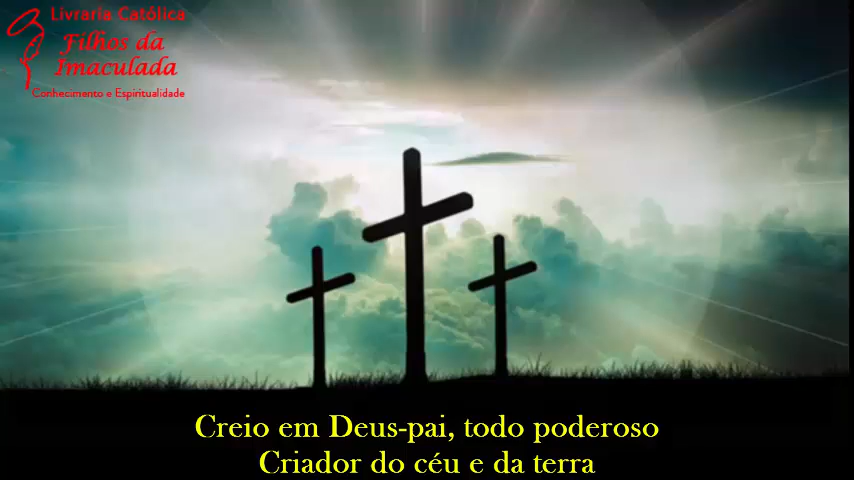 Livraria Católica
Filhos da
Imaculada
Conhecimento e Espiritualidade
Creio em Deus-pai, todo poderoso
Criador do céu e da terra